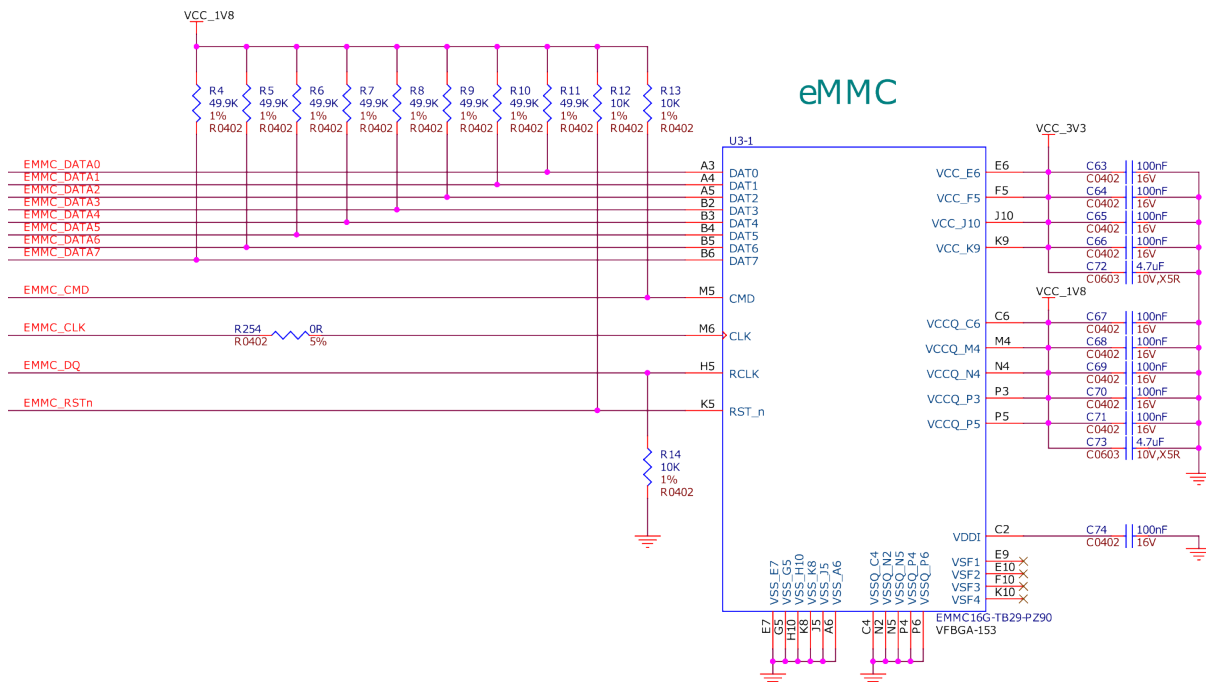 VCC_1V8
R4
49.9K
1%
R0402
R5
49.9K
1%
R0402
R6
49.9K
1%
R0402
R7
49.9K
1%
R0402
R8
49.9K
1%
R0402
R9
49.9K
1%
R0402
R10
49.9K
1%
R0402
R11
49.9K
1%
R0402
R12
10K
1%
R0402
R13
10K
1%
R0402
eMMC
U3-1
EMMC_DATA0
EMMC_DATA1
EMMC_DATA2
EMMC_DATA3
EMMC_DATA4
EMMC_DATA5
EMMC_DATA6
EMMC_DATA7
EMMC_CMD
EMMC_CLK
R254 0R
R0402 5%
EMMC_DQ
EMMC_RSTn
R14
10K
1%
R0402
A3 DAT0
A4 DAT1
A5 DAT2
B2 DAT3
B3 DAT4
B4 DAT5
B5 DAT6
B6 DAT7
M5 CMD
M6 CLK
H5 RCLK
K5 RST_n
VCC_3V3
VCC_E6 E6
VCC_F5 F5
VCC_J10 J10
VCC_K9 K9
C63 100nF
C0402 16V
C64 100nF
C0402 16V
C65 100nF
C0402 16V
C66 100nF
C0402 16V
C72 4.7uF
C0603 10V,X5R
VCC_1V8
VCCQ_C6 C6
VCCQ_M4 M4
VCCQ_N4 N4
VCCQ_P3 P3
VCCQ_P5 P5
C67 100nF
C0402 16V
C68 100nF
C0402 16V
C69 100nF
C0402 16V
C70 100nF
C0402 16V
C71 100nF
C0402 16V
C73 4.7uF
C0603 10V,X5R
VDDI C2
C74 100nF
C0402 16V
VSF1 E9
VSF2 E10
VSF3 F10
VSF4 K10
VSS_E7
VSS_G5
VSS_H10
VSS_K8
VSS_J5
VSS_A6
VSSQ_C4
VSSQ_N2
VSSQ_N5
VSSQ_P4
VSSQ_P6
E7
G5
H10
K8
J5
A6
C4
N2
N5
P4
P6
EMMC16G-TB29-PZ90
VFBGA-153